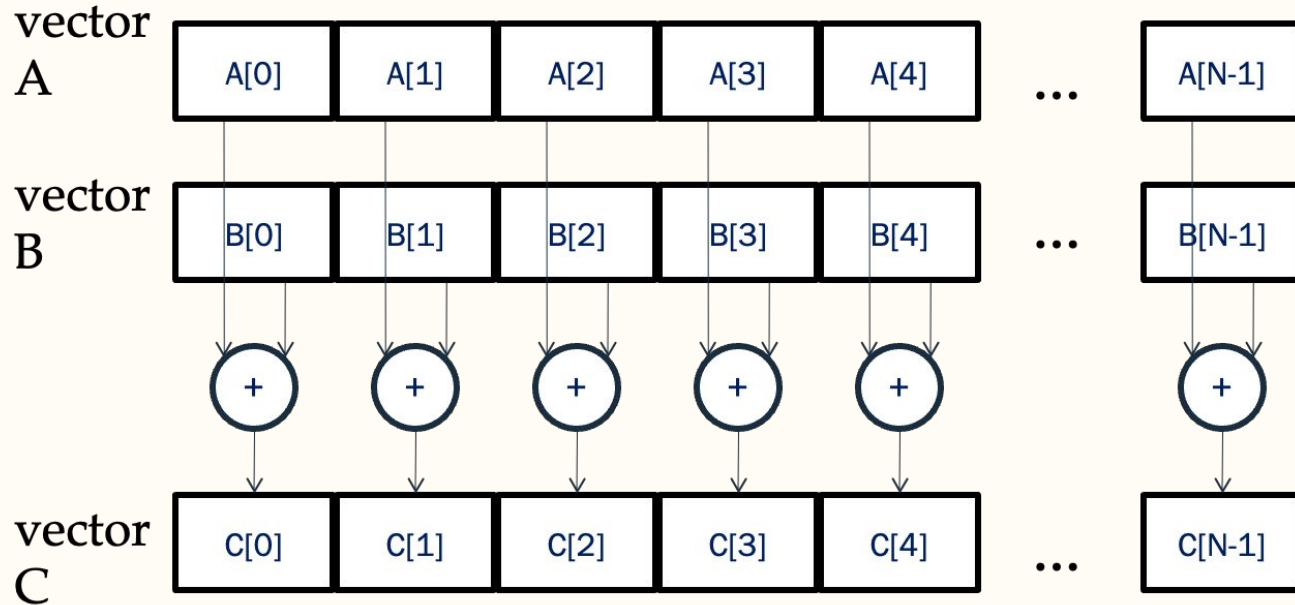 vector
A
A[0] A[1] A[2] A[3] A[4] ... A[N-1]
vector
B
B[0] B[1] B[2] B[3] B[4] ... B[N-1]
+ + + + + +
vector
C
C[0] C[1] C[2] C[3] C[4] ... C[N-1]